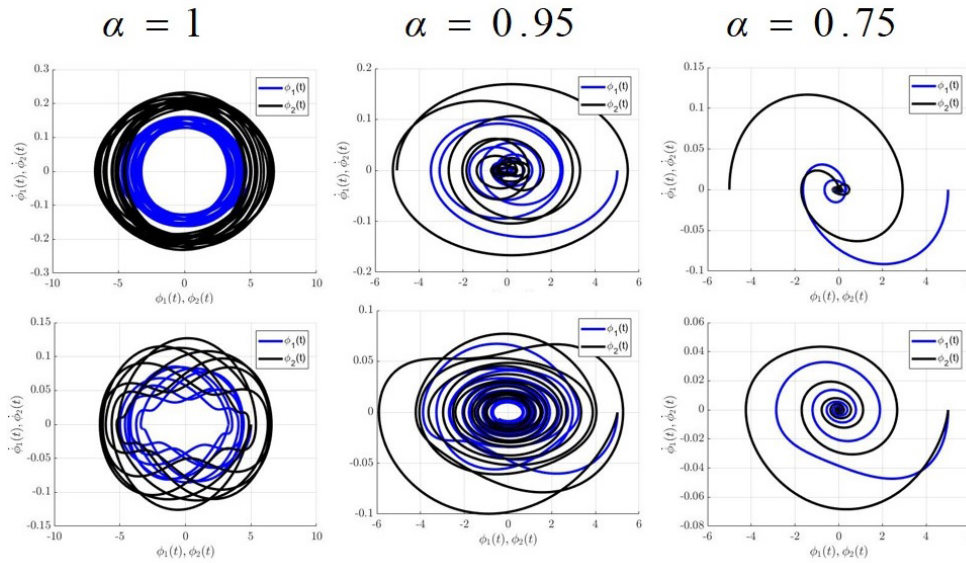 α = 1
α = 0.95
α = 0.75
0.3
0.2
0.1
0
-0.1
-0.2
-0.3
-10
-5
0
5
10
ϕ̇₁(t), ϕ̇₂(t)
ϕ₁(t), ϕ₂(t)
ϕ₁(t)
ϕ₂(t)
0.2
0.1
0
-0.1
-0.2
-6
-4
-2
0
2
4
6
ϕ̇₁(t), ϕ̇₂(t)
ϕ₁(t), ϕ₂(t)
ϕ₁(t)
ϕ₂(t)
0.15
0.1
0.05
0
-0.05
-0.1
-6
-4
-2
0
2
4
6
ϕ̇₁(t), ϕ̇₂(t)
ϕ₁(t), ϕ₂(t)
ϕ₁(t)
ϕ₂(t)
0.15
0.1
0.05
0
-0.05
-0.1
-0.15
-10
-5
0
5
10
ϕ̇₁(t), ϕ̇₂(t)
ϕ₁(t), ϕ₂(t)
ϕ₁(t)
ϕ₂(t)
0.1
0.05
0
-0.05
-0.1
-6
-4
-2
0
2
4
6
ϕ̇₁(t), ϕ̇₂(t)
ϕ₁(t), ϕ₂(t)
ϕ₁(t)
ϕ₂(t)
0.06
0.04
0.02
0
-0.02
-0.04
-0.06
-0.08
-6
-4
-2
0
2
4
6
ϕ̇₁(t), ϕ̇₂(t)
ϕ₁(t), ϕ₂(t)
ϕ₁(t)
ϕ₂(t)